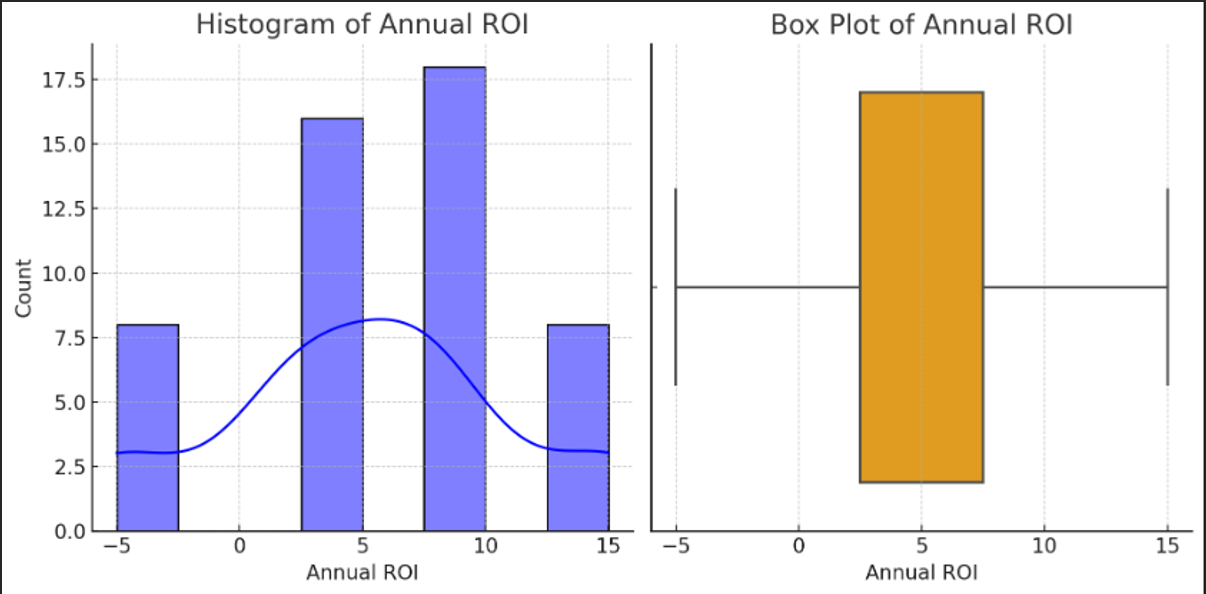 Histogram of Annual ROI
17.5
15.0
12.5
10.0
7.5
5.0
2.5
0.0
Count
−5 0 5 10 15
Annual ROI
Box Plot of Annual ROI
−5 0 5 10 15
Annual ROI